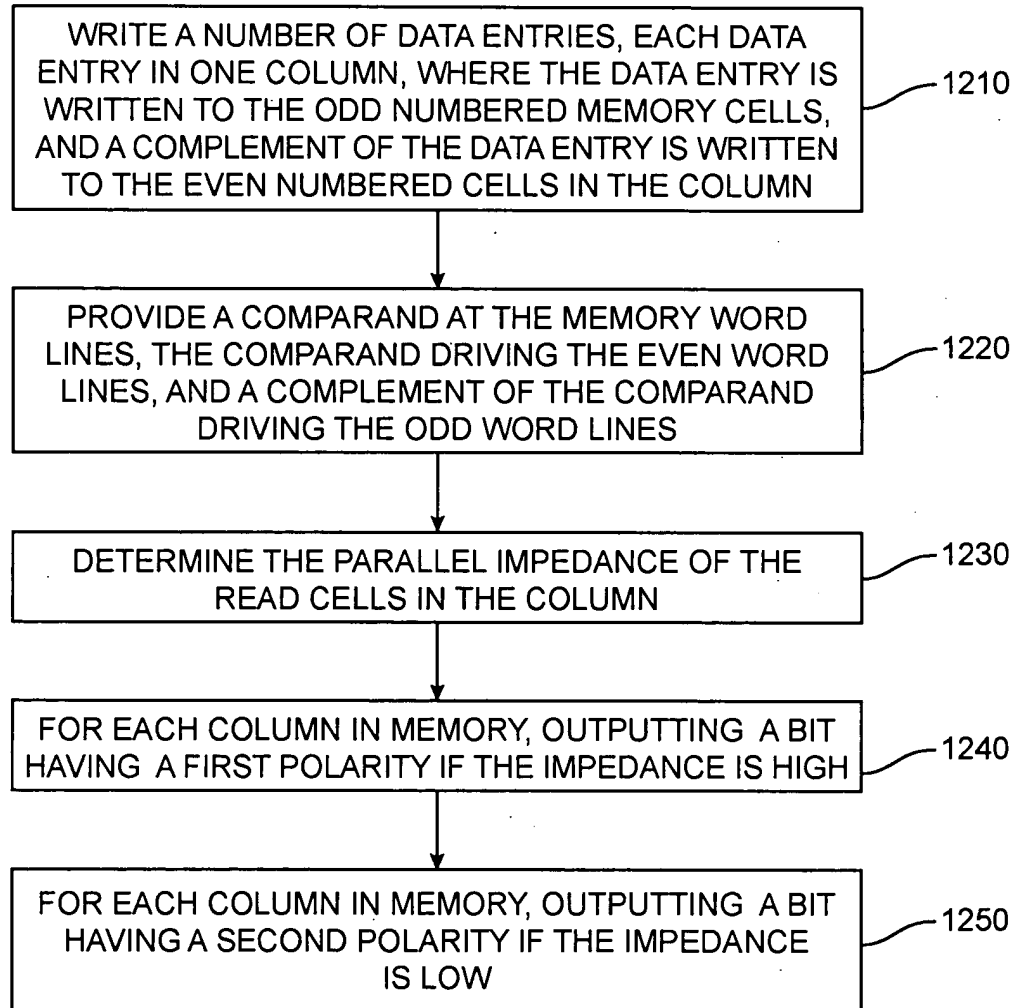 WRITE A NUMBER OF DATA ENTRIES, EACH DATA
ENTRY IN ONE COLUMN, WHERE THE DATA ENTRY IS
WRITTEN TO THE ODD NUMBERED MEMORY CELLS,
AND A COMPLEMENT OF THE DATA ENTRY IS WRITTEN
TO THE EVEN NUMBERED CELLS IN THE COLUMN
1210
PROVIDE A COMPARAND AT THE MEMORY WORD
LINES, THE COMPARAND DRIVING THE EVEN WORD
LINES, AND A COMPLEMENT OF THE COMPARAND
DRIVING THE ODD WORD LINES
1220
DETERMINE THE PARALLEL IMPEDANCE OF THE
READ CELLS IN THE COLUMN
1230
FOR EACH COLUMN IN MEMORY, OUTPUTTING A BIT
HAVING A FIRST POLARITY IF THE IMPEDANCE IS HIGH
1240
FOR EACH COLUMN IN MEMORY, OUTPUTTING A BIT
HAVING A SECOND POLARITY IF THE IMPEDANCE
IS LOW
1250